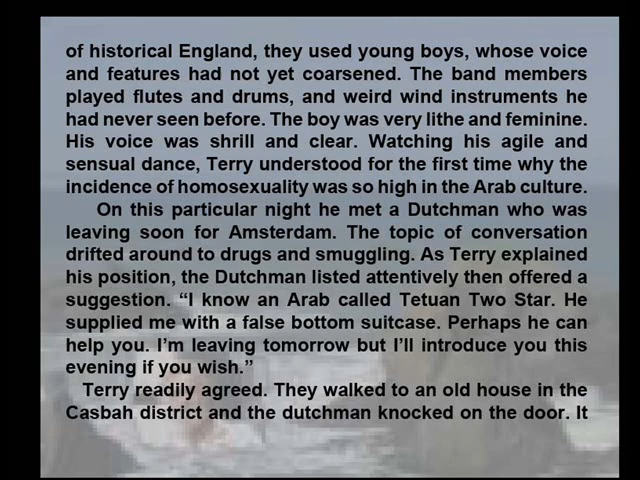 of historical England, they used young boys, whose voice
and features had not yet coarsened. The band members
played flutes and drums, and weird wind instruments he
had never seen before. The boy was very lithe and feminine.
His voice was shrill and clear. Watching his agile and
sensual dance, Terry understood for the first time why the
incidence of homosexuality was so high in the Arab culture.
On this particular night he met a Dutchman who was
leaving soon for Amsterdam. The topic of conversation
drifted around to drugs and smuggling. As Terry explained
his position, the Dutchman listed attentively then offered a
suggestion. “I know an Arab called Tetuan Two Star. He
supplied me with a false bottom suitcase. Perhaps he can
help you. I’m leaving tomorrow but I’ll introduce you this
evening if you wish.”
Terry readily agreed. They walked to an old house in the
Casbah district and the dutchman knocked on the door. It